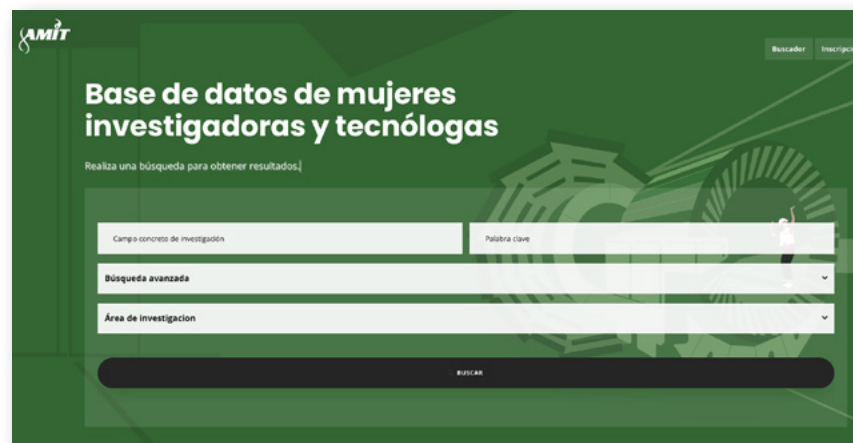 AMIT
Buscador Inscripci
Base de datos de mujeres
investigadoras y tecnólogas
Realiza una búsqueda para obtener resultados.
Campo concreto de investigación Palabra clave
Búsqueda avanzada
Área de investigacion
BUSCAR